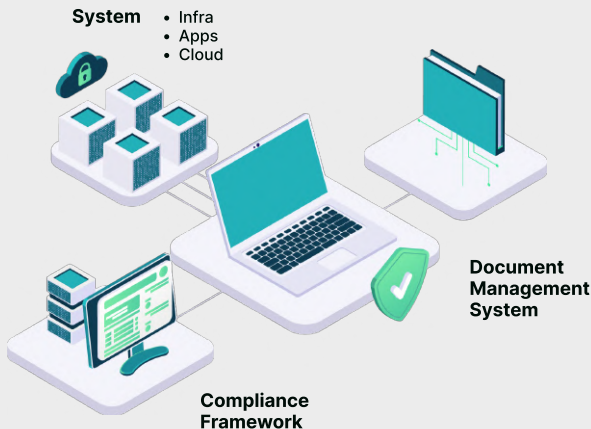 System
• Infra
• Apps
• Cloud
Document
Management
System
Compliance
Framework